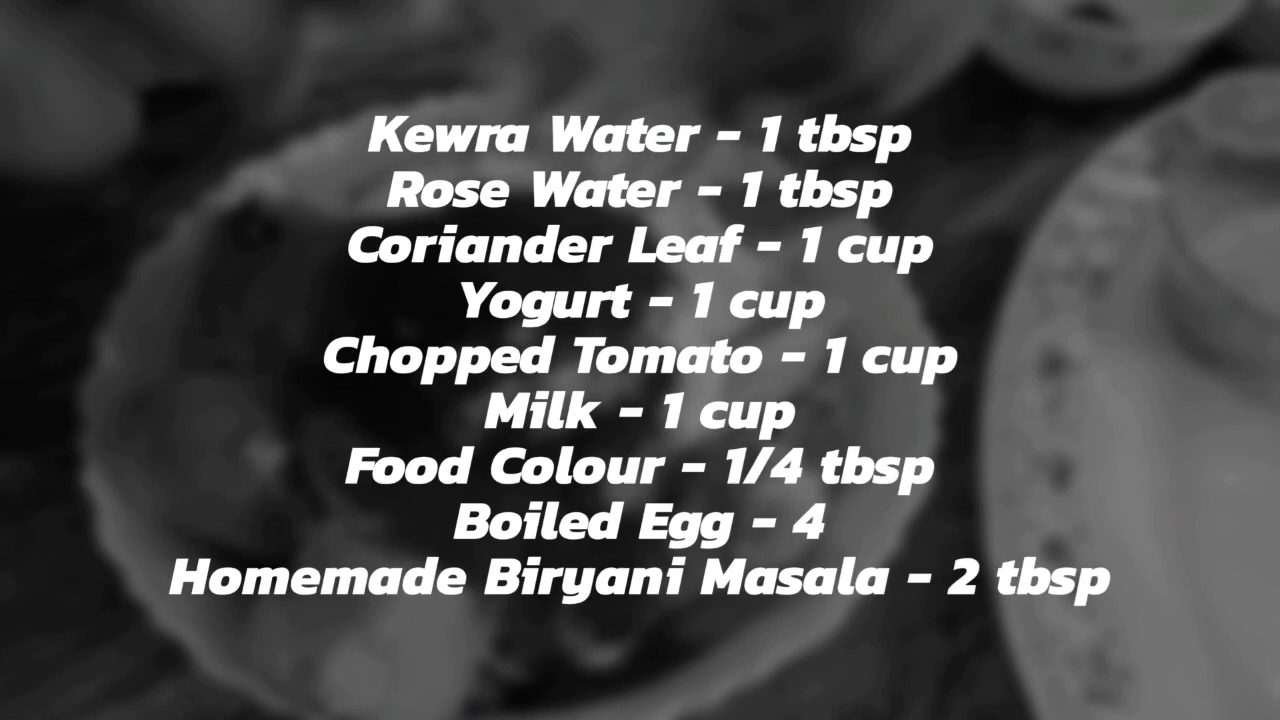 Kewra Water - 1 tbsp
Rose Water - 1 tbsp
Coriander Leaf - 1 cup
Yogurt - 1 cup
Chopped Tomato - 1 cup
Milk - 1 cup
Food Colour - 1/4 tbsp
Boiled Egg - 4
Homemade Biryani Masala - 2 tbsp